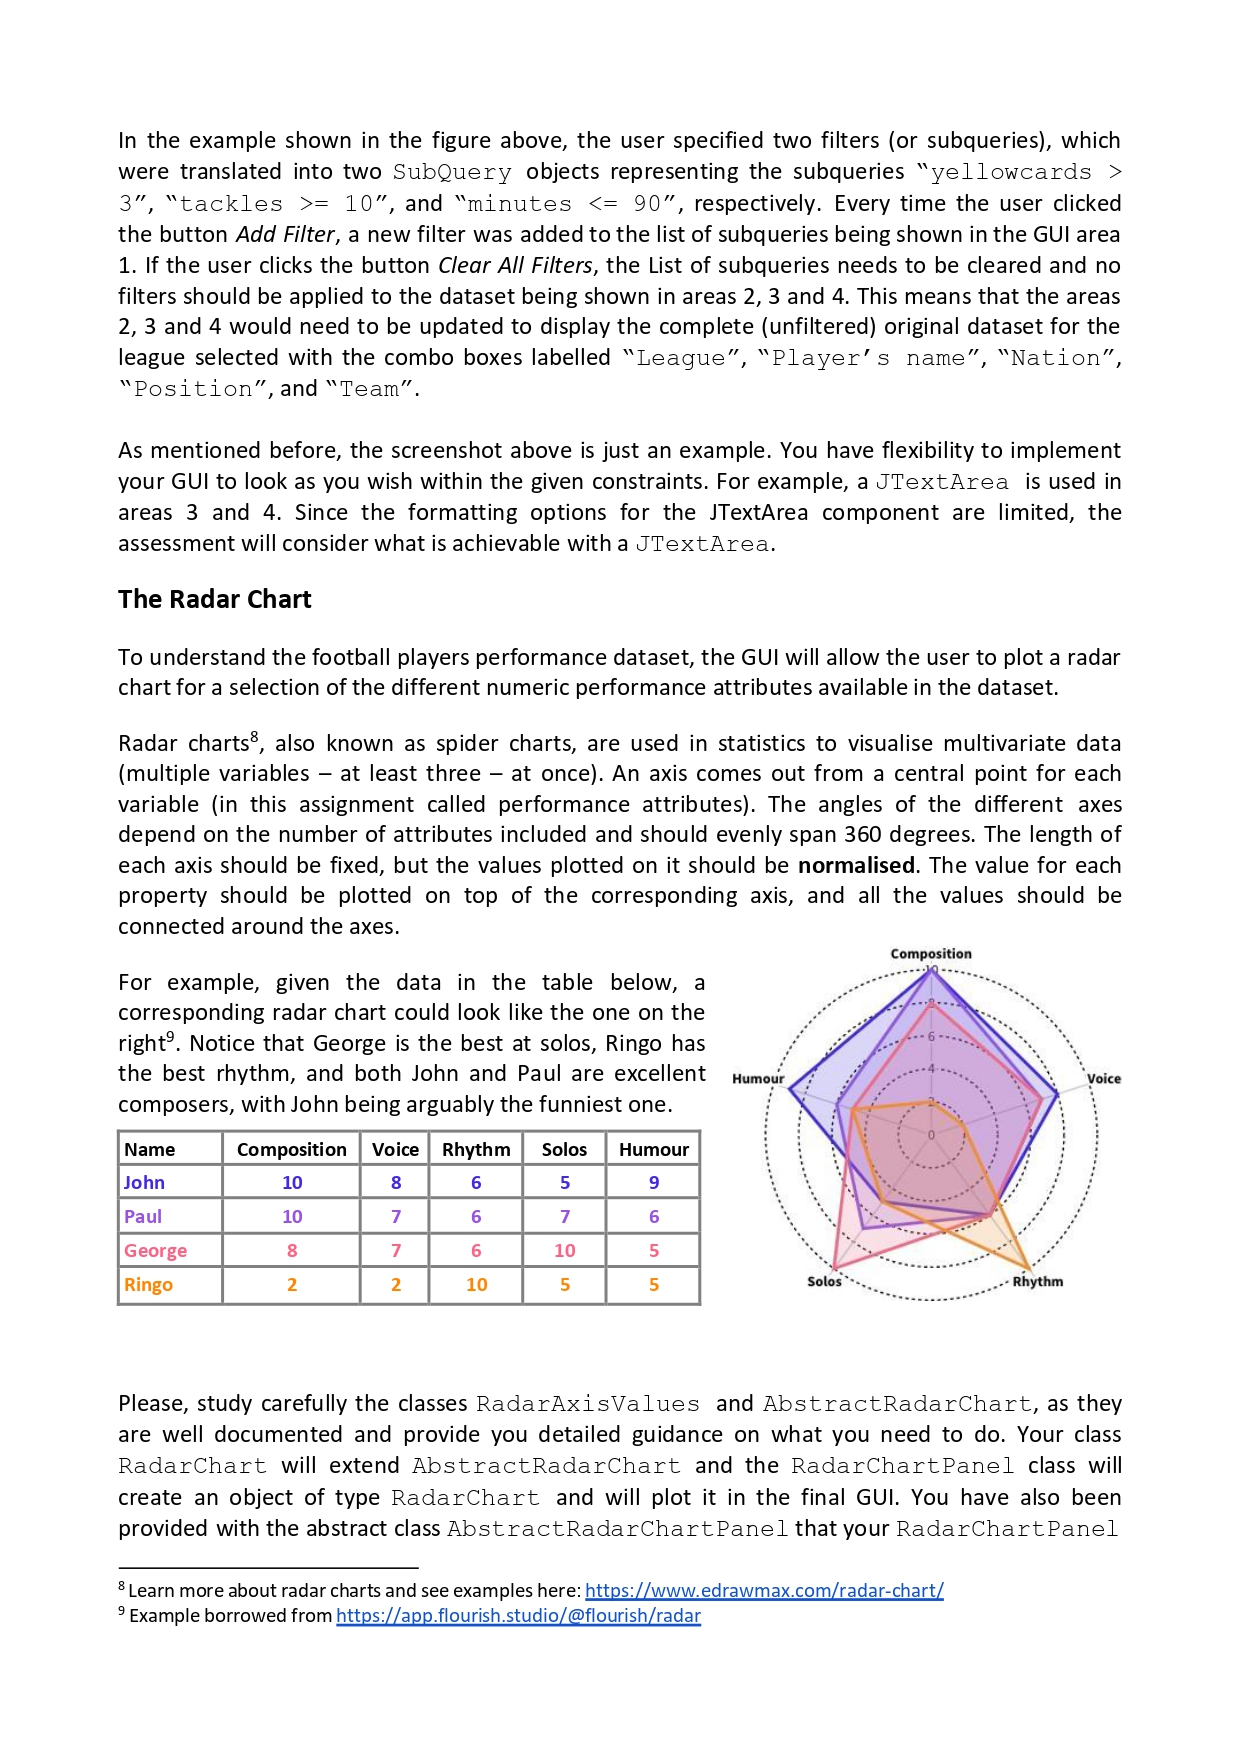 In the example shown in the figure above, the user specified two filters (or subqueries), which
were translated into two SubQuery objects representing the subqueries “yellowcards >
3”, “tackles >= 10”, and “minutes <= 90”, respectively. Every time the user clicked
the button Add Filter, a new filter was added to the list of subqueries being shown in the GUI area
1. If the user clicks the button Clear All Filters, the List of subqueries needs to be cleared and no
filters should be applied to the dataset being shown in areas 2, 3 and 4. This means that the areas
2, 3 and 4 would need to be updated to display the complete (unfiltered) original dataset for the
league selected with the combo boxes labelled “League”, “Player’s name”, “Nation”,
“Position”, and “Team”.
As mentioned before, the screenshot above is just an example. You have flexibility to implement
your GUI to look as you wish within the given constraints. For example, a JTextArea is used in
areas 3 and 4. Since the formatting options for the JTextArea component are limited, the
assessment will consider what is achievable with a JTextArea.
The Radar Chart
To understand the football players performance dataset, the GUI will allow the user to plot a radar
chart for a selection of the different numeric performance attributes available in the dataset.
Radar charts8, also known as spider charts, are used in statistics to visualise multivariate data
(multiple variables – at least three – at once). An axis comes out from a central point for each
variable (in this assignment called performance attributes). The angles of the different axes
depend on the number of attributes included and should evenly span 360 degrees. The length of
each axis should be fixed, but the values plotted on it should be normalised. The value for each
property should be plotted on top of the corresponding axis, and all the values should be
connected around the axes.
For example, given the data in the table below, a
corresponding radar chart could look like the one on the
right9. Notice that George is the best at solos, Ringo has
the best rhythm, and both John and Paul are excellent
composers, with John being arguably the funniest one.
Name Composition Voice Rhythm Solos Humour
John 10 8 6 5 9
Paul 10 7 6 7 6
George 8 7 6 10 5
Ringo 2 2 10 5 5
Composition
10
8
6
4
2
0
Humour
Voice
Solos
Rhythm
Please, study carefully the classes RadarAxisValues and AbstractRadarChart, as they
are well documented and provide you detailed guidance on what you need to do. Your class
RadarChart will extend AbstractRadarChart and the RadarChartPanel class will
create an object of type RadarChart and will plot it in the final GUI. You have also been
provided with the abstract class AbstractRadarChartPanel that your RadarChartPanel
8 Learn more about radar charts and see examples here: https://www.edrawmax.com/radar-chart/
9 Example borrowed from https://app.flourish.studio/@flourish/radar